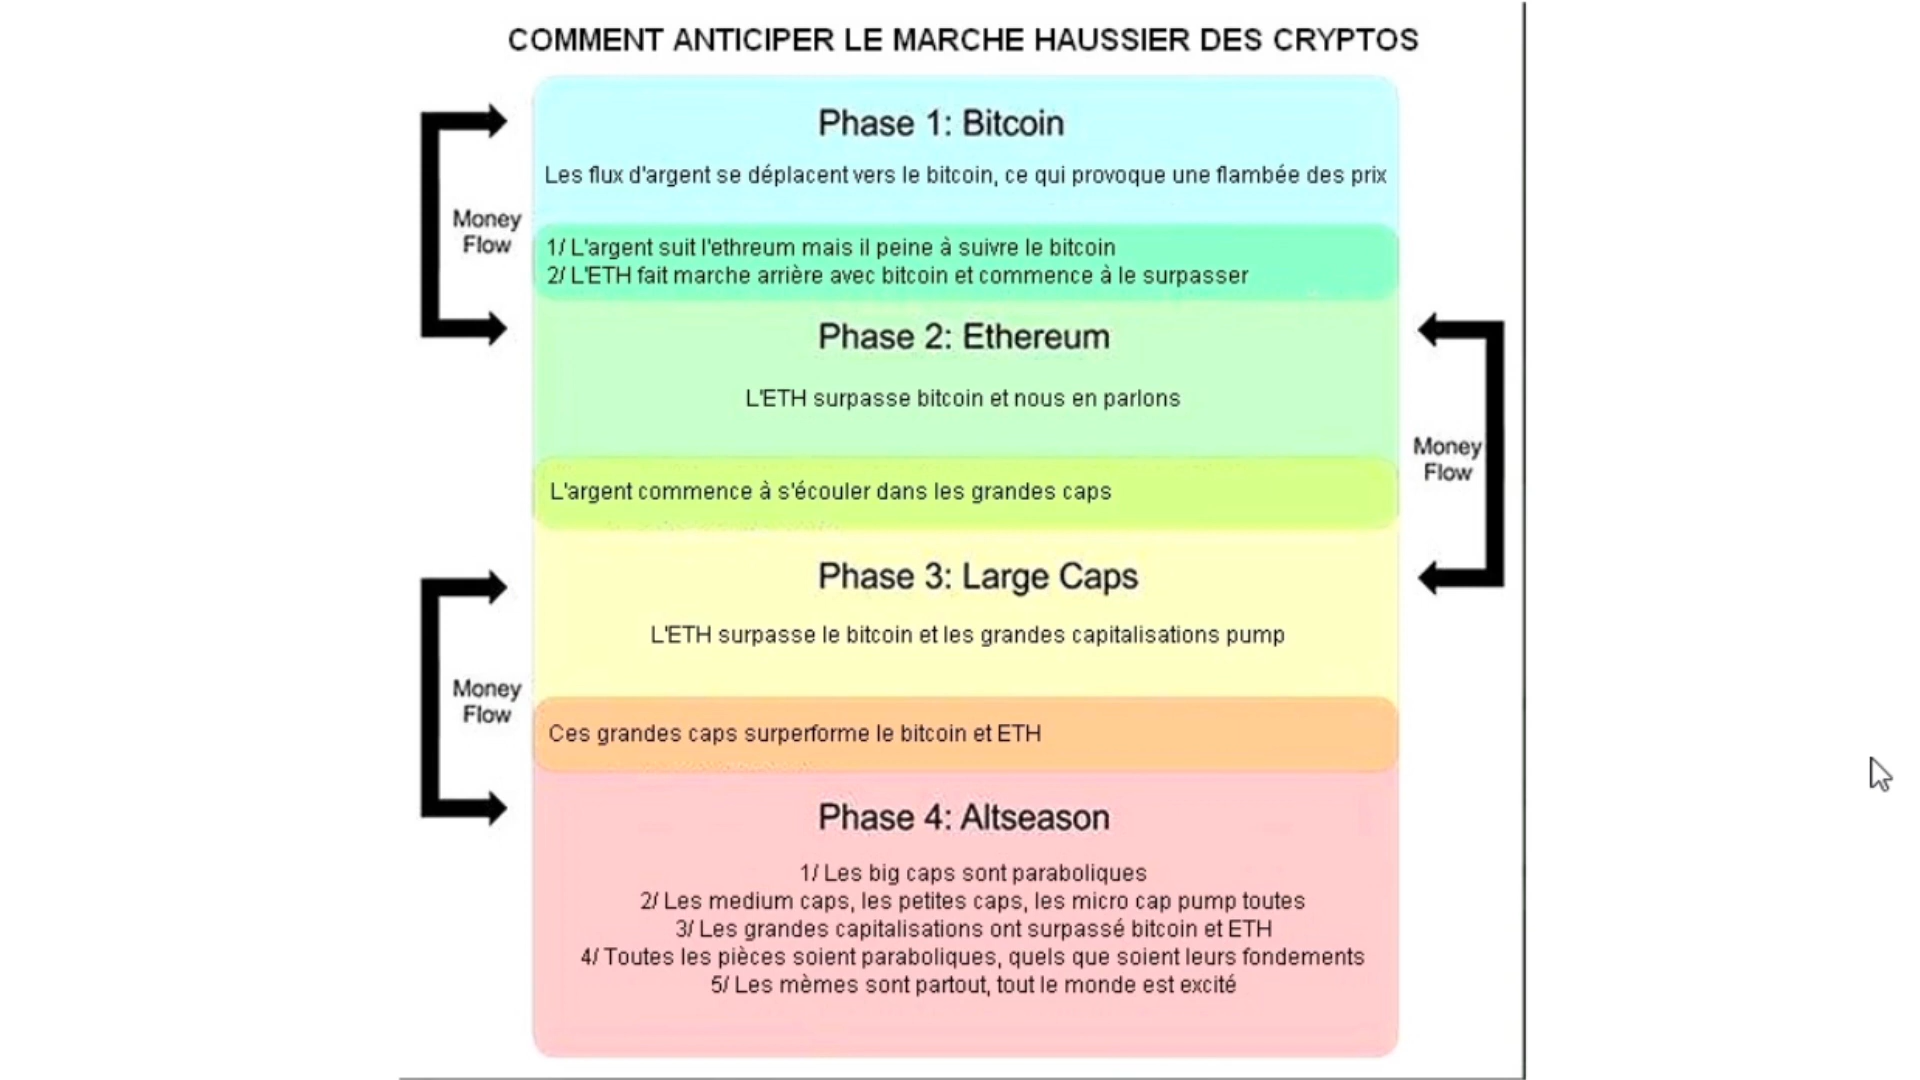 COMMENT ANTICIPER LE MARCHE HAUSSIER DES CRYPTOS
Phase 1: Bitcoin
Les flux d'argent se déplacent vers le bitcoin, ce qui provoque une flambée des prix
Money
Flow
1/ L'argent suit l'ethreum mais il peine à suivre le bitcoin
2/ L'ETH fait marche arrière avec bitcoin et commence à le surpasser
Phase 2: Ethereum
L'ETH surpasse bitcoin et nous en parlons
Money
Flow
L'argent commence à s'écouler dans les grandes caps
Phase 3: Large Caps
L'ETH surpasse le bitcoin et les grandes capitalisations pump
Money
Flow
Ces grandes caps surperforme le bitcoin et ETH
Phase 4: Altseason
1/ Les big caps sont paraboliques
2/ Les medium caps, les petites caps, les micro cap pump toutes
3/ Les grandes capitalisations ont surpassé bitcoin et ETH
4/ Toutes les pièces soient paraboliques, quels que soient leurs fondements
5/ Les mèmes sont partout, tout le monde est excité